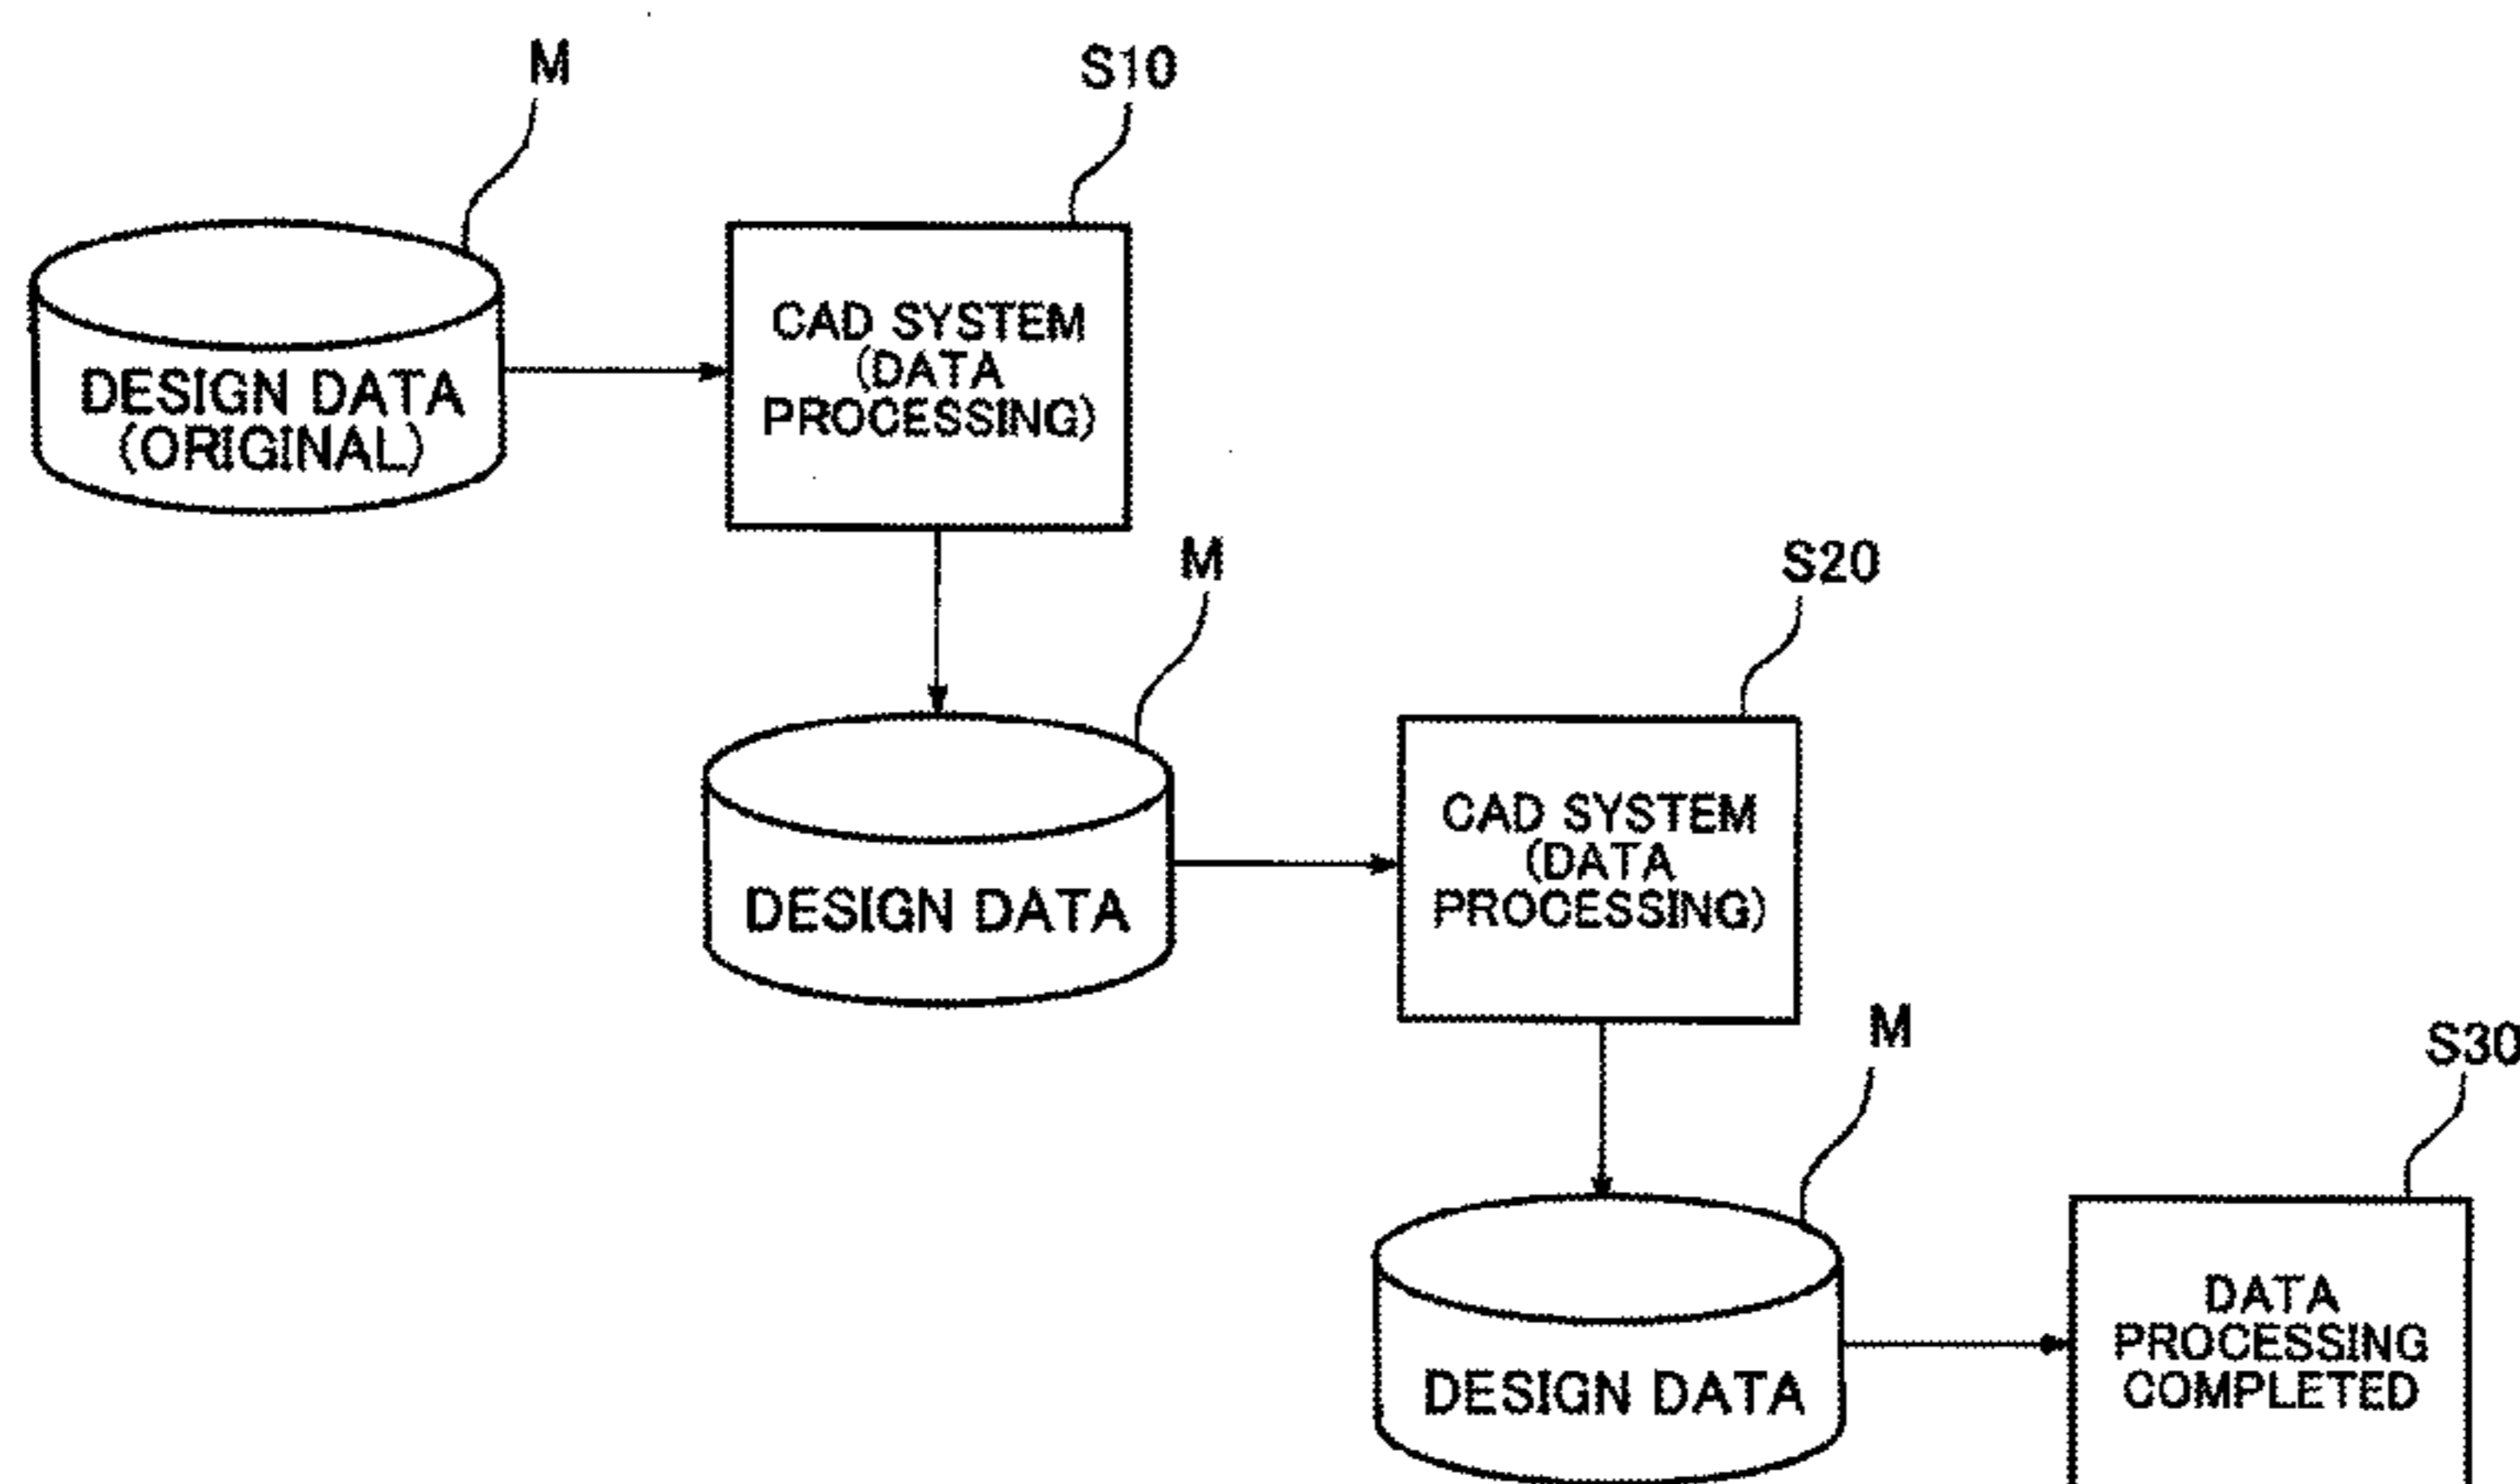 M
S10
DESIGN DATA
(ORIGINAL)
CAD SYSTEM
(DATA
PROCESSING)
M
S20
DESIGN DATA
CAD SYSTEM
(DATA
PROCESSING)
M
S30
DESIGN DATA
DATA
PROCESSING
COMPLETED